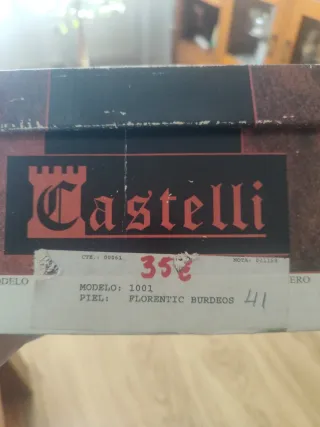 Castelli
CTE.: 00061
35€
MODELO: 1001
PIEL: FLORENTIC BURDEOS 41